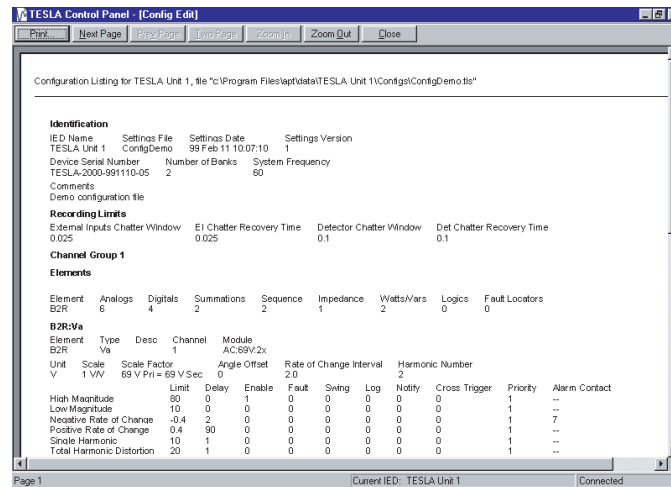 TESLA Control Panel - [Config Edit]
Print... Next Page Prev Page Two Page Zoom In Zoom Out Close
Configuration Listing for TESLA Unit 1, file "c:\Program Files\apt\data\TESLA Unit 1\Configs\ConfigDemo.tls"
Identification
IED Name Settings File Settings Date Settings Version
TESLA Unit 1 ConfigDemo 99 Feb 11 10:07:10 1
Device Serial Number Number of Banks System Frequency
TESLA-2000-991110-05 2 60
Comments
Demo configuration file
Recording Limits
External Inputs Chatter Window EI Chatter Recovery Time Detector Chatter Window Det Chatter Recovery Time
0.025 0.025 0.1 0.1
Channel Group 1
Elements
Element Analogs Digitals Summations Sequence Impedance Watts/Vars Logics Fault Locators
B2R 6 4 2 2 1 2 0 0
B2R:Va
Element Type Desc Channel Module
B2R Va 1 AC:69V:2x
Unit Scale Scale Factor Angle Offset Rate of Change Interval Harmonic Number
V 1 V/V 69 V Pri = 69 V Sec 0 2.0 2
Limit Delay Enable Fault Swing Log Notify Cross Trigger Priority Alarm Contact
High Magnitude 80 0 1 0 0 0 0 0 1 --
Low Magnitude 10 0 0 0 0 0 0 0 1 --
Negative Rate of Change -0.4 2 0 0 0 0 0 0 1 7
Positive Rate of Change 0.4 90 0 0 0 0 0 0 1 --
Single Harmonic 10 1 0 0 0 0 0 0 1 --
Total Harmonic Distortion 20 1 0 0 0 0 0 0 1 --
Page 1 Current IED: TESLA Unit 1 Connected